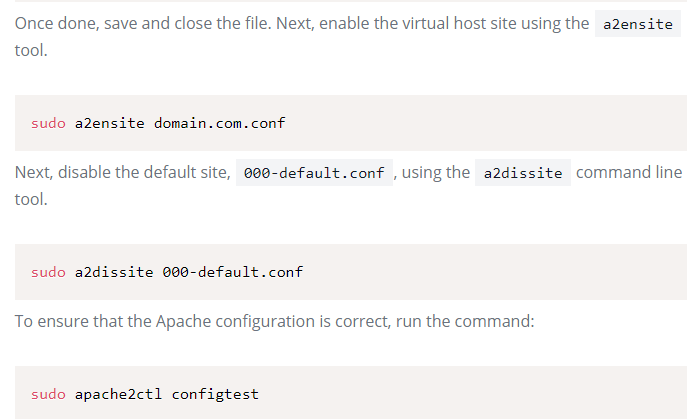 Once done, save and close the file. Next, enable the virtual host site using the a2ensite
tool.
sudo a2ensite domain.com.conf
Next, disable the default site, 000-default.conf , using the a2dissite command line
tool.
sudo a2dissite 000-default.conf
To ensure that the Apache configuration is correct, run the command:
sudo apache2ctl configtest